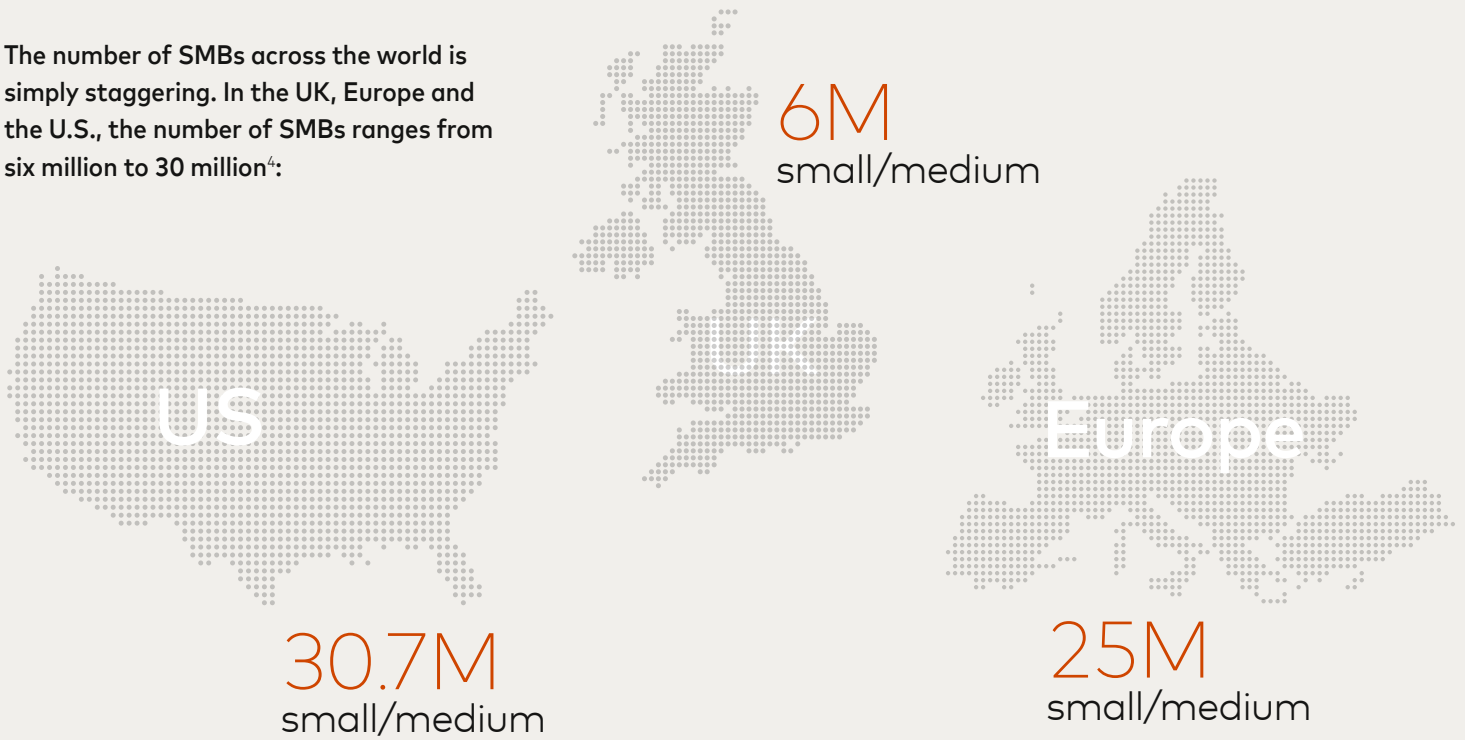 The number of SMBs across the world is
simply staggering. In the UK, Europe and
the U.S., the number of SMBs ranges from
six million to 30 million⁴:
6M
small/medium
UK
US
Europe
30.7M
small/medium
25M
small/medium